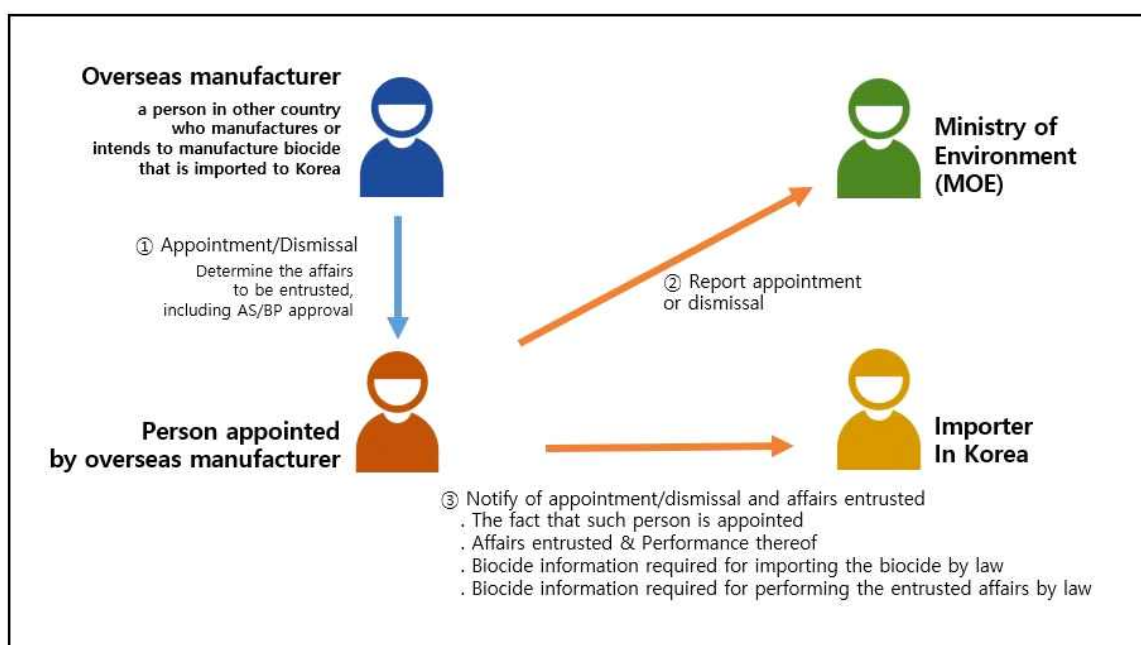 Overseas manufacturer
a person in other country
who manufactures or
intends to manufacture biocide
that is imported to Korea
Ministry of
Environment
(MOE)
① Appointment/Dismissal
Determine the affairs
to be entrusted,
including AS/BP approval
② Report appointment
or dismissal
Person appointed
by overseas manufacturer
Importer
In Korea
③ Notify of appointment/dismissal and affairs entrusted
. The fact that such person is appointed
. Affairs entrusted & Performance thereof
. Biocide information required for importing the biocide by law
. Biocide information required for performing the entrusted affairs by law